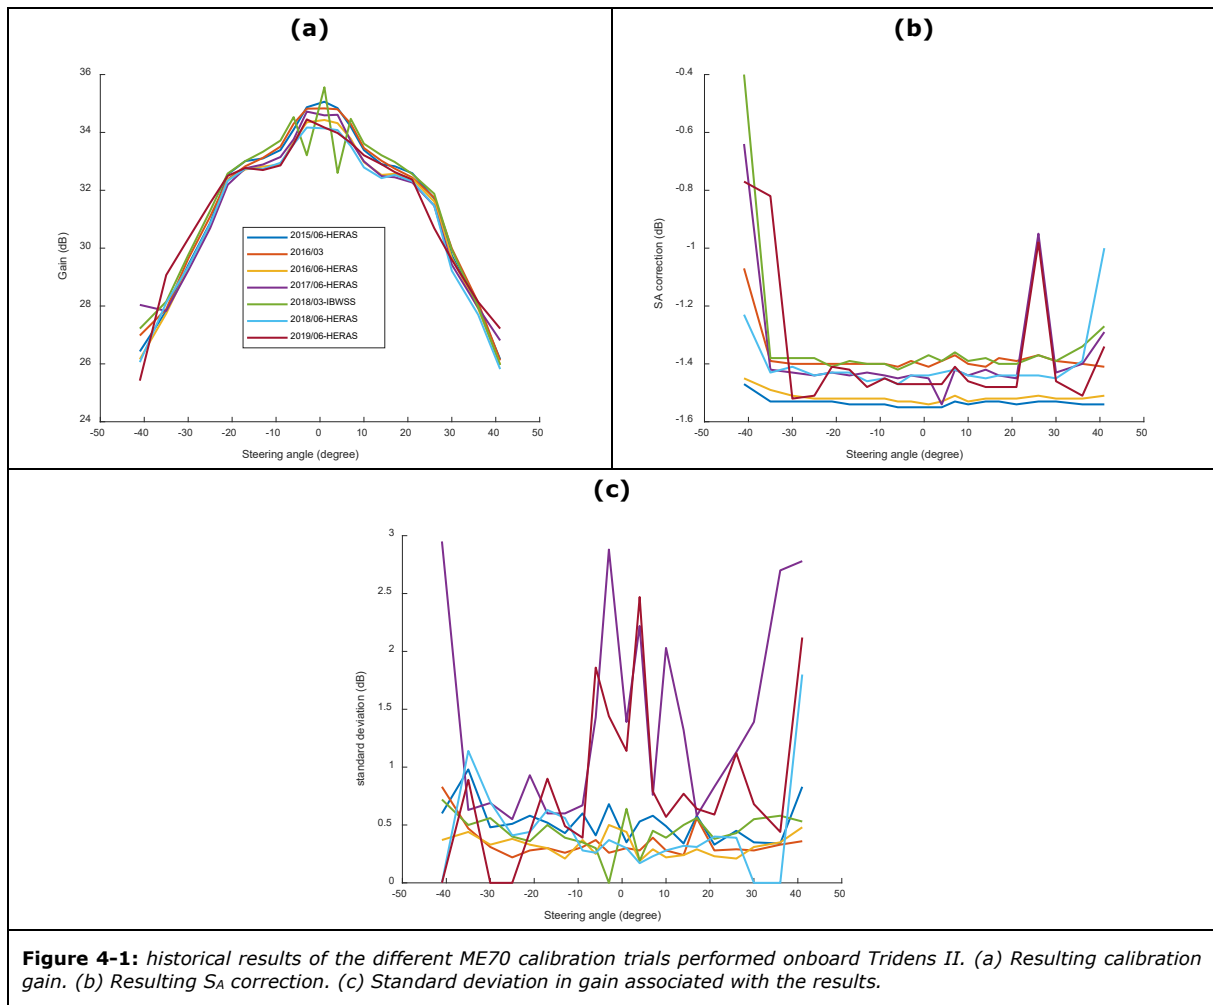 (a)
36
34
32
30
28
26
24
Gain (dB)
2015/06-HERAS
2016/03
2016/06-HERAS
2017/06-HERAS
2018/03-IBWSS
2018/06-HERAS
2019/06-HERAS
-50 -40 -30 -20 -10 0 10 20 30 40 50
Steering angle (degree)
(b)
-0.4
-0.6
-0.8
-1
-1.2
-1.4
-1.6
SA correction (dB)
-50 -40 -30 -20 -10 0 10 20 30 40 50
Steering angle (degree)
(c)
3
2.5
2
1.5
1
0.5
0
standard deviation (dB)
-50 -40 -30 -20 -10 0 10 20 30 40 50
Steering angle (degree)
Figure 4-1: historical results of the different ME70 calibration trials performed onboard Tridens II. (a) Resulting calibration
gain. (b) Resulting SA correction. (c) Standard deviation in gain associated with the results.